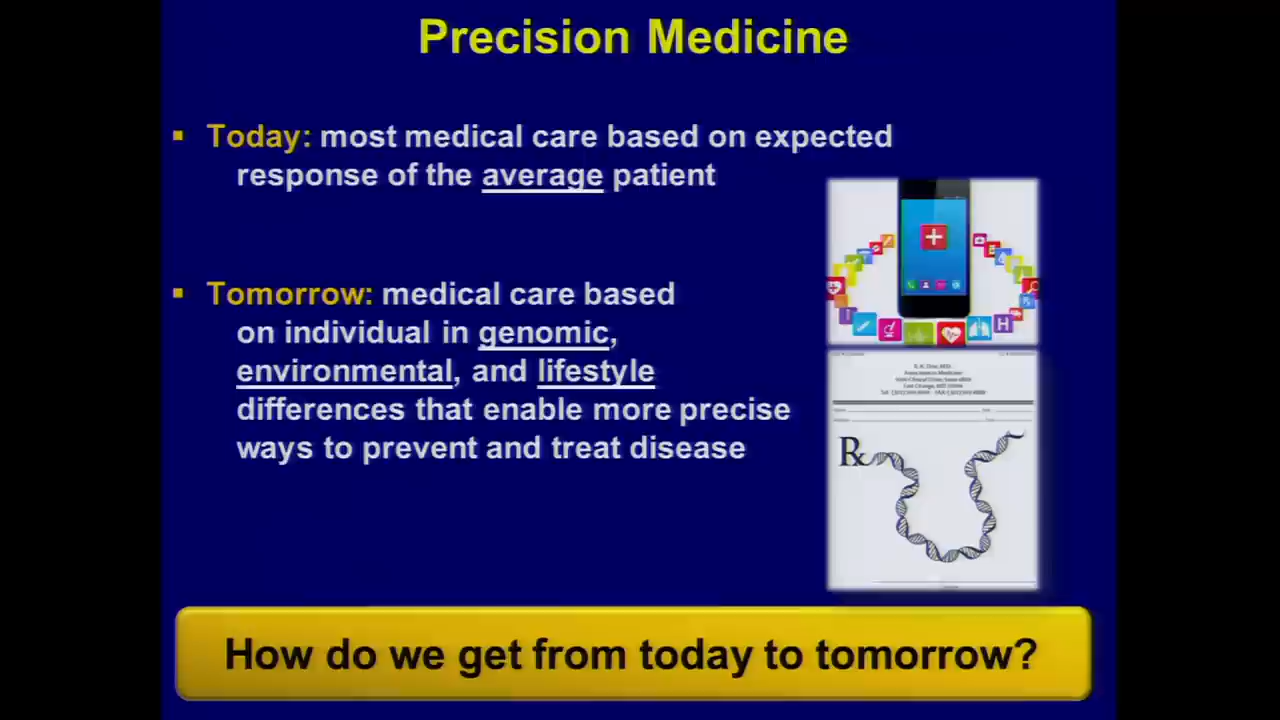 Precision Medicine
▪ Today: most medical care based on expected
response of the average patient
▪ Tomorrow: medical care based
on individual in genomic,
environmental, and lifestyle
differences that enable more precise
ways to prevent and treat disease
H
Rx
How do we get from today to tomorrow?